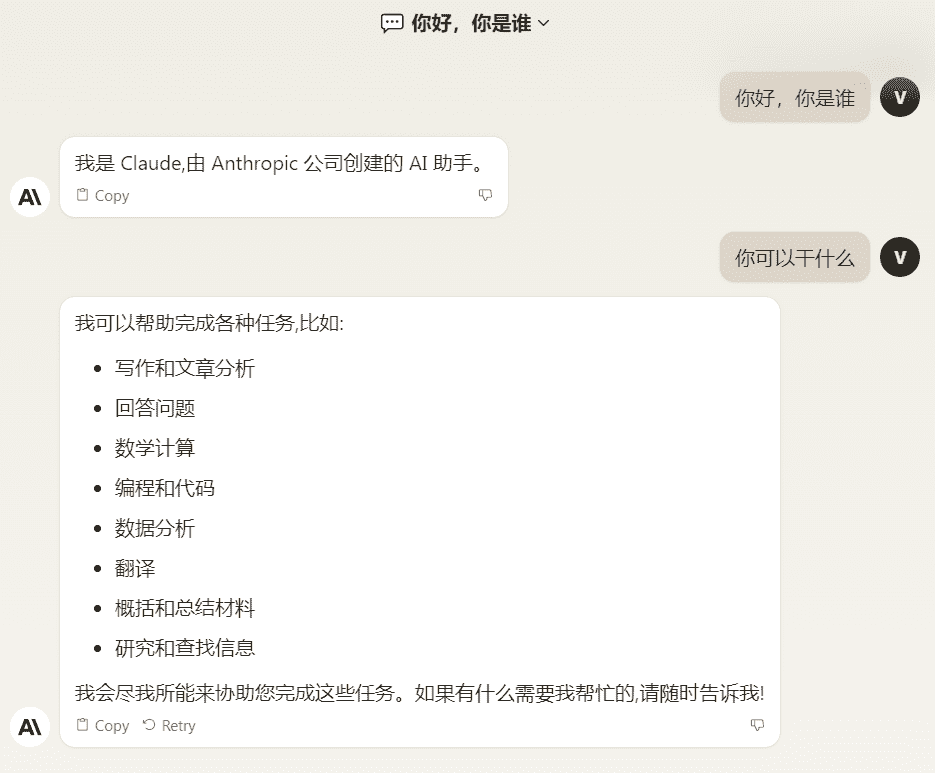 你好，你是谁
你好，你是谁
V
我是 Claude,由 Anthropic 公司创建的 AI 助手。
Copy
A\
你可以干什么
V
我可以帮助完成各种任务,比如:
写作和文章分析
回答问题
数学计算
编程和代码
数据分析
翻译
概括和总结材料
研究和查找信息
我会尽我所能来协助您完成这些任务。如果有什么需要我帮忙的,请随时告诉我!
Copy Retry
A\